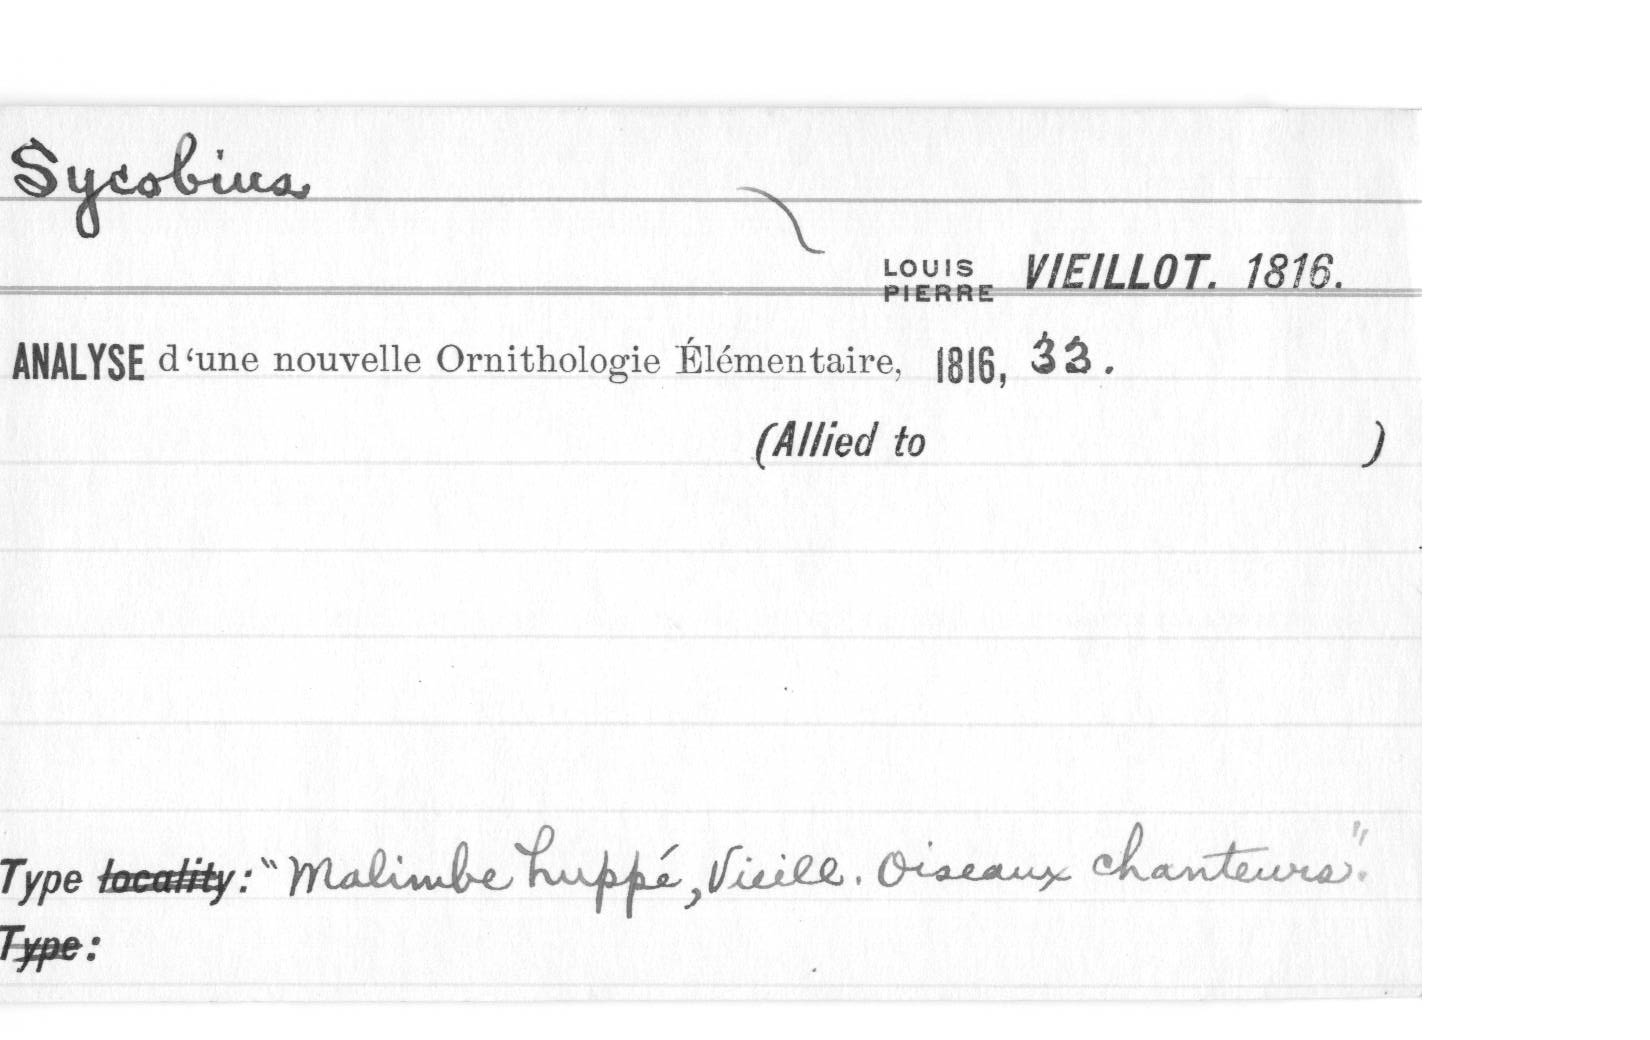 Sycobius
LOUIS PIERRE VIEILLOT. 1816.
ANALYSE d‘une nouvelle Ornithologie Élémentaire, 1816, 33.
(Allied to )
Type locality: "Malimbe huppé, Vieill. Oiseaux chanteurs".
Type: